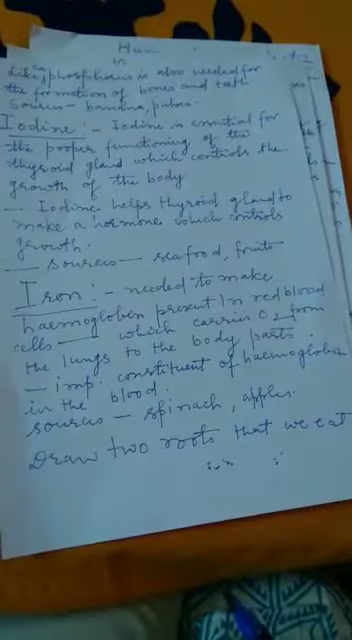 in
like, phosphorus is also needed for
the formation of bones and teeth
Sources - banana, pulses.
Iodine :- Iodine is essential for
the proper functioning of the
thyroid gland which controls the
growth of the body
— Iodine helps thyroid gland to
make a hormone which controls
growth.
— sources — seafood, fruits
Iron :- needed to make
haemoglobin present in red blood
cells — which carries O2 from
the lungs to the body parts.
— imp. constituent of haemoglobin
in the blood.
sources — spinach, apples.
Draw two roots that we eat